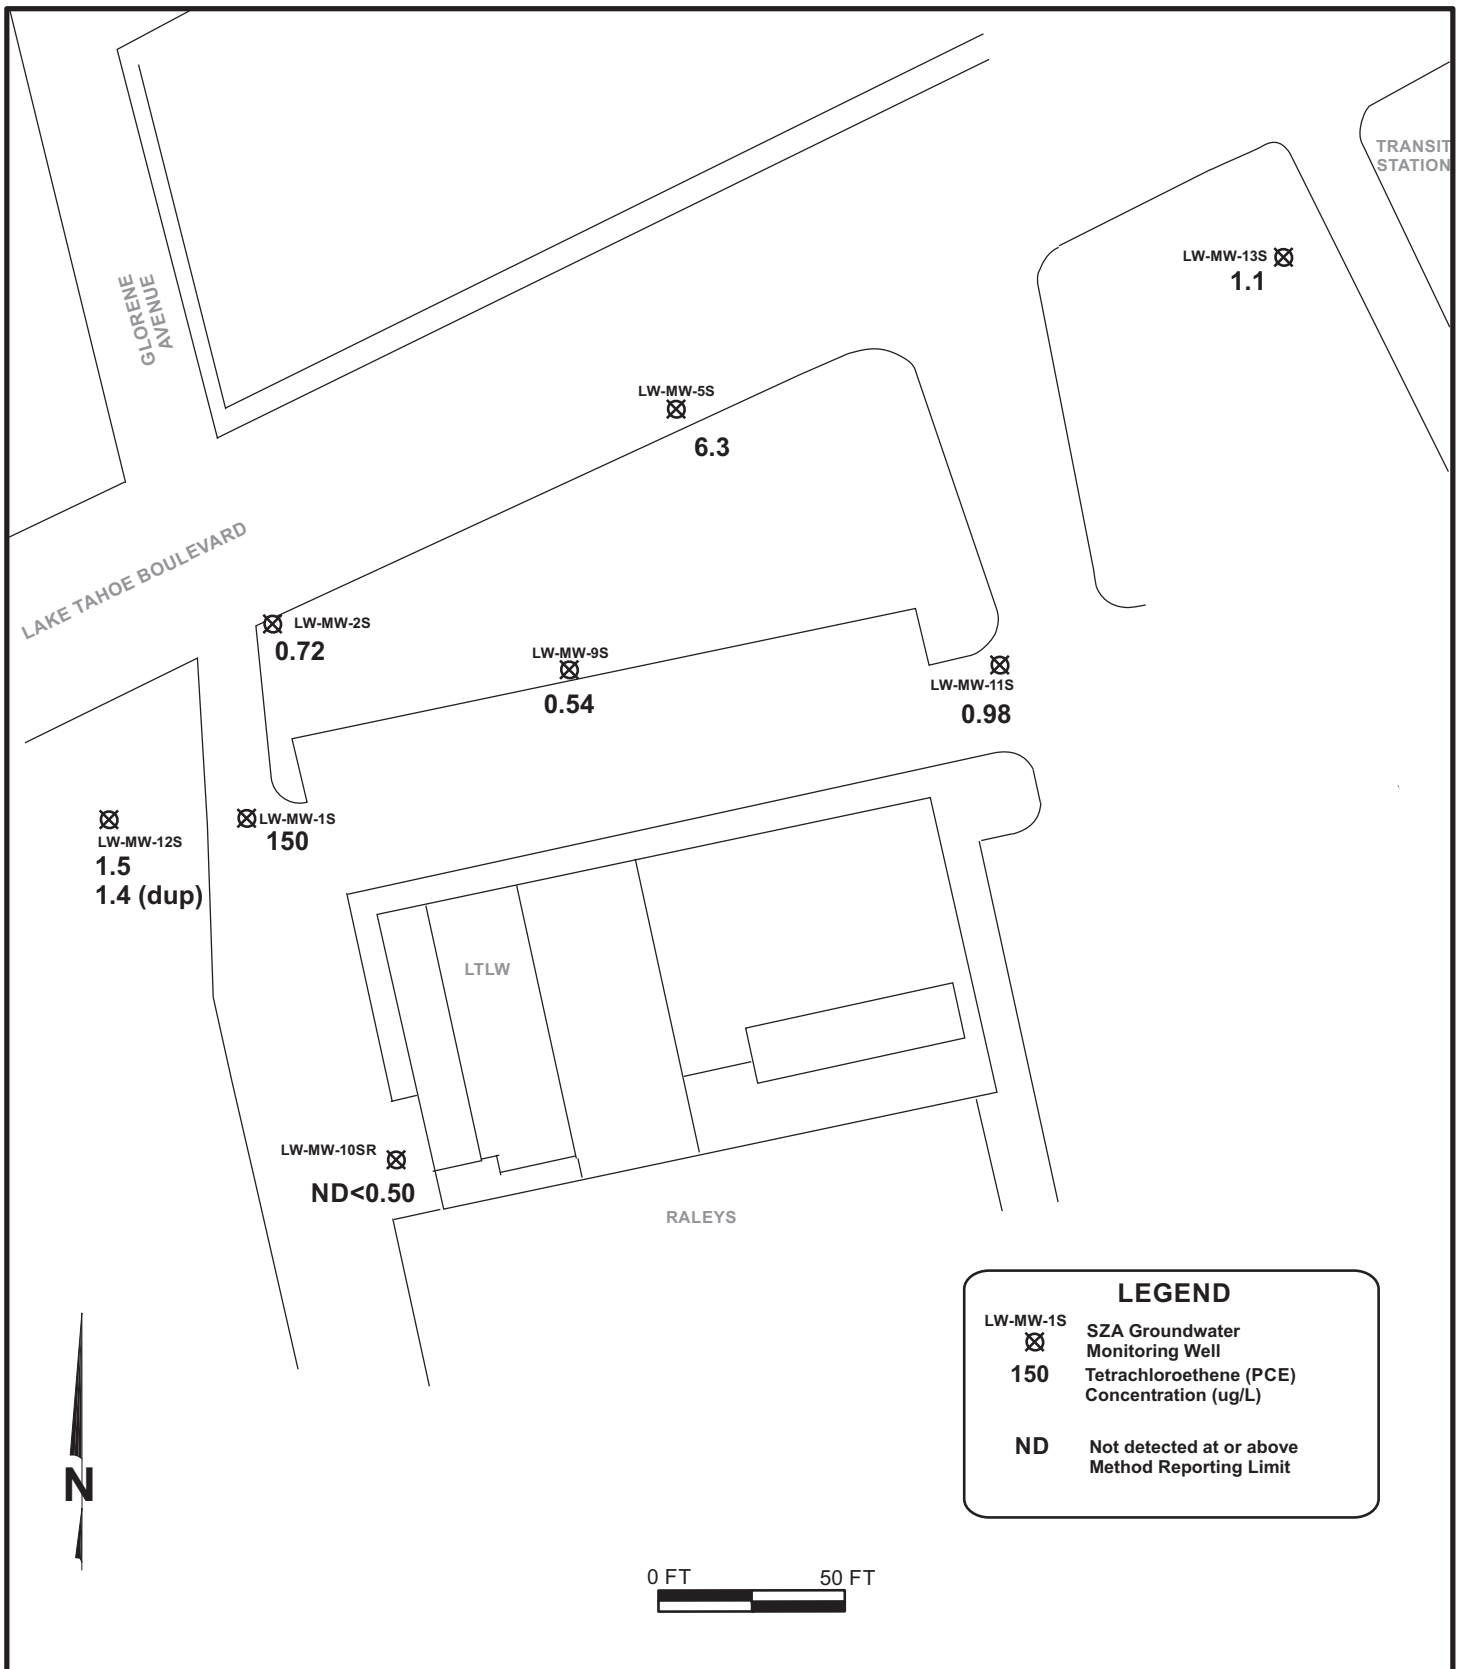 TRANSIT
STATION
LW-MW-13S
1.1
GLORENE
AVENUE
LW-MW-5S
6.3
LAKE TAHOE BOULEVARD
LW-MW-2S
0.72
LW-MW-9S
0.54
LW-MW-11S
0.98
LW-MW-12S
1.5
1.4 (dup)
LW-MW-1S
150
LTLW
LW-MW-10SR
ND<0.50
RALEYS
LEGEND
LW-MW-1S
SZA Groundwater
Monitoring Well
150
Tetrachloroethene (PCE)
Concentration (ug/L)
ND
Not detected at or above
Method Reporting Limit
N
0 FT
50 FT